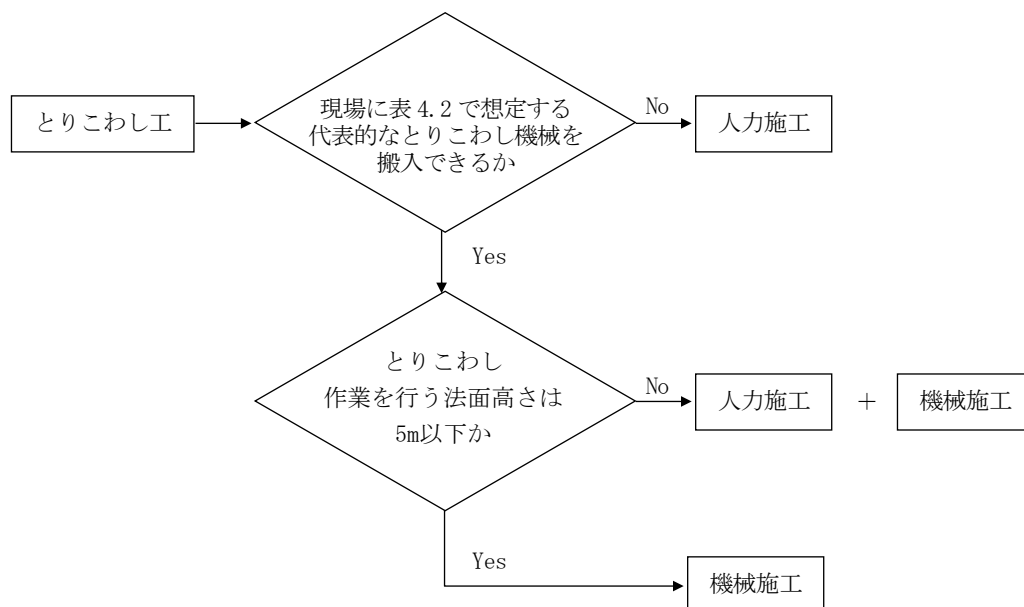 とりこわし工
現場に表 4.2 で想定する
代表的なとりこわし機械を
搬入できるか
No
人力施工
Yes
とりこわし
作業を行う法面高さは
5m以下か
No
人力施工 + 機械施工
Yes
機械施工